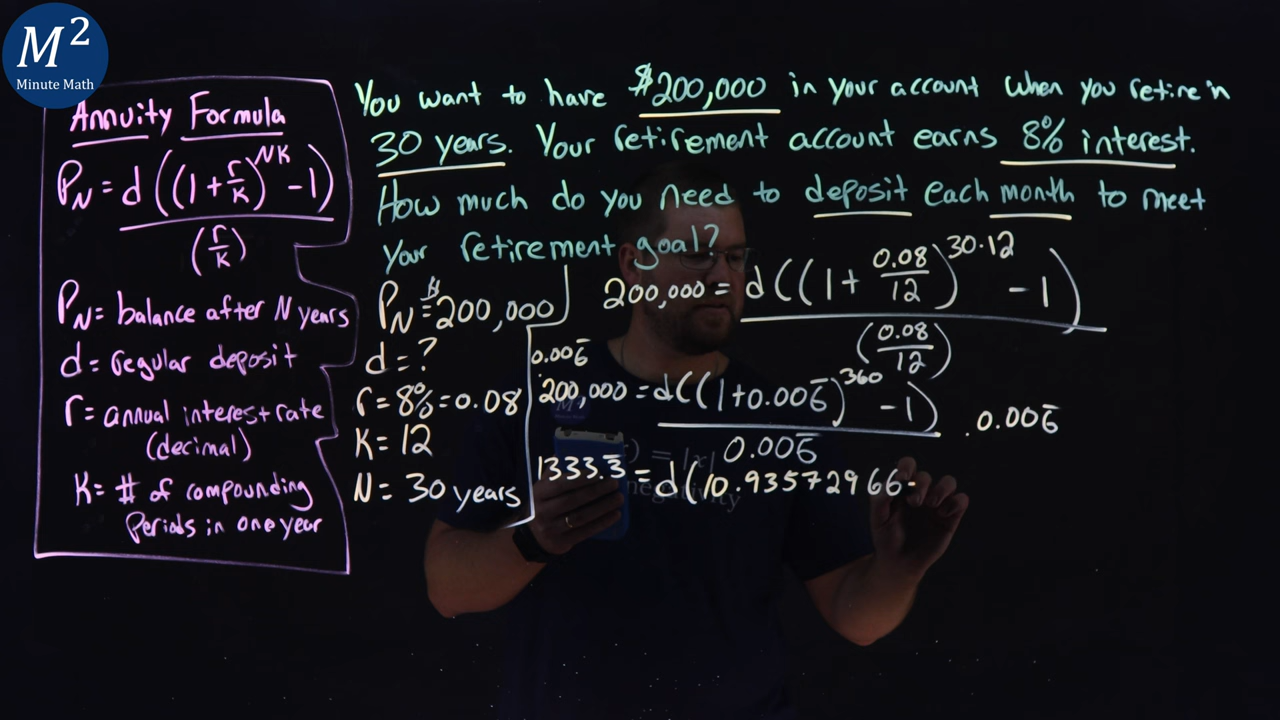 M²
Minute Math
Annuity Formula
P_N = d((1 + r/k)^NK - 1)
(r/k)
P_N = balance after N years
d = regular deposit
r = annual interest rate
(decimal)
K = # of compounding
Periods in one year
You want to have $200,000 in your account when you retire in
30 years. Your retirement account earns 8% interest.
How much do you need to deposit each month to meet
your retirement goal?
P_N = $200,000
d = ?
r = 8% = 0.08
K = 12
N = 30 years
200,000 = d((1 + 0.08/12)^30·12 - 1)
(0.08/12)
0.006̅ · 200,000 = d((1+0.006̅)^360 - 1) · 0.006̅
0.006̅
1333.3̅ = d(10.93572966 -